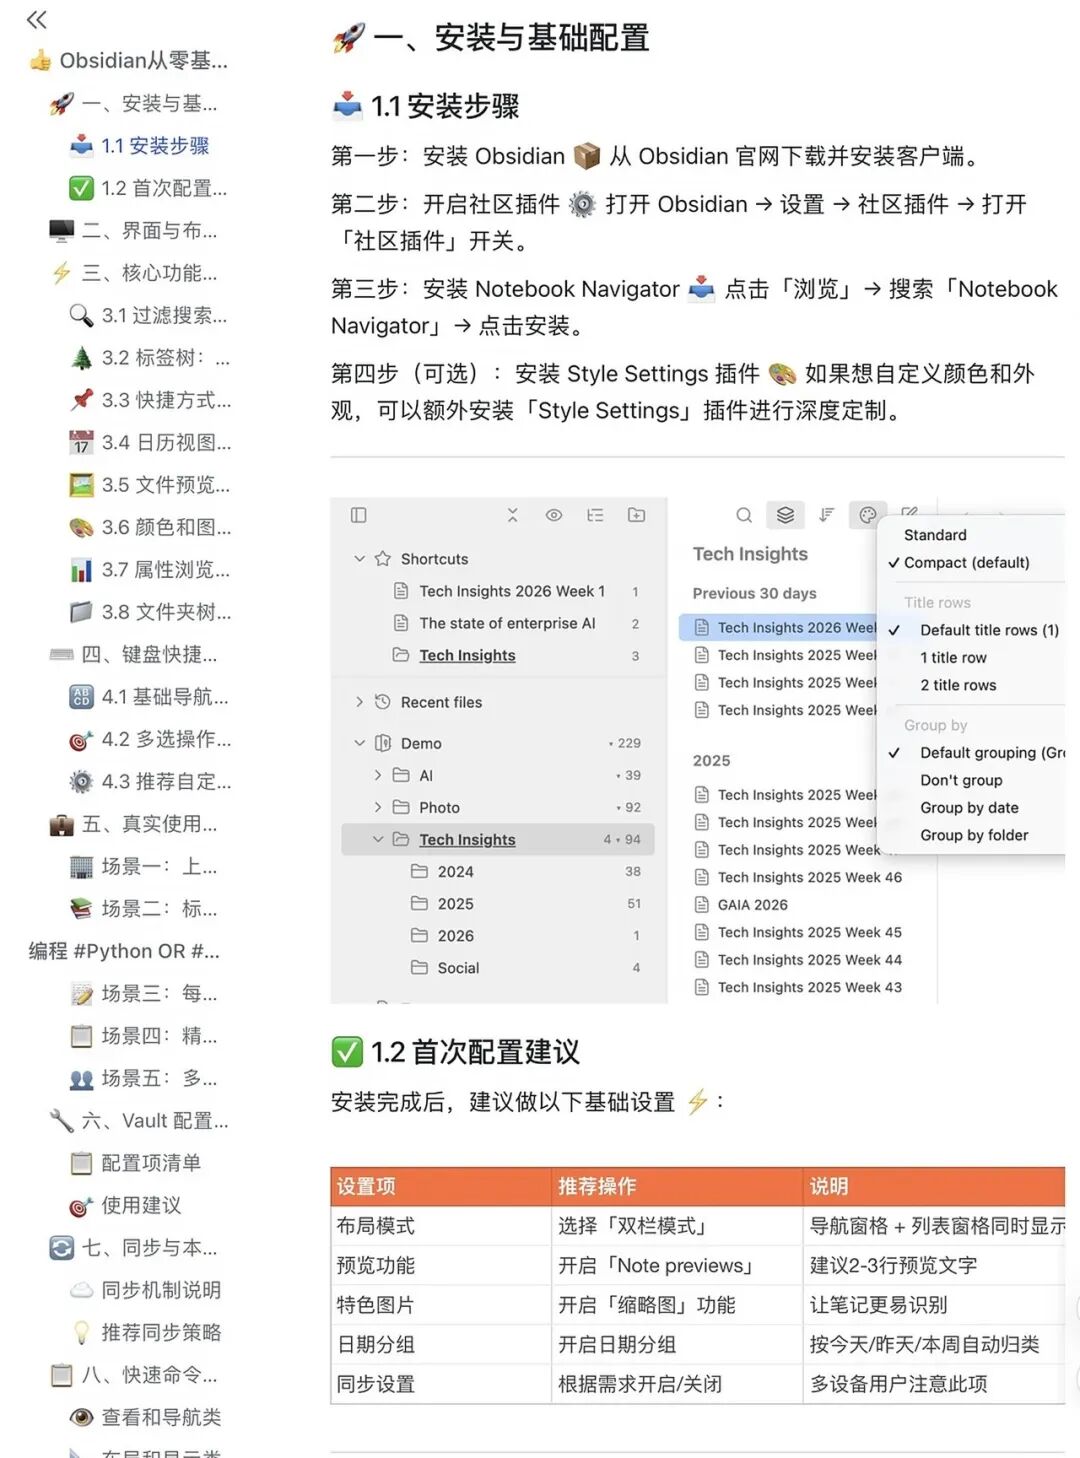 Obsidian从零基...
一、安装与基...
1.1 安装步骤
1.2 首次配置...
二、界面与布...
三、核心功能...
3.1 过滤搜索...
3.2 标签树：...
3.3 快捷方式...
3.4 日历视图...
3.5 文件预览...
3.6 颜色和图...
3.7 属性浏览...
3.8 文件夹树...
四、键盘快捷...
4.1 基础导航...
4.2 多选操作...
4.3 推荐自定...
五、真实使用...
场景一：上...
场景二：标...
编程 #Python OR #...
场景三：每...
场景四：精...
场景五：多...
六、Vault 配置...
配置项清单
使用建议
七、同步与本...
同步机制说明
推荐同步策略
八、快速命令...
查看和导航类
布局和显示类
一、安装与基础配置
1.1 安装步骤
第一步：安装 Obsidian 从 Obsidian 官网下载并安装客户端。
第二步：开启社区插件 打开 Obsidian → 设置 → 社区插件 → 打开
「社区插件」开关。
第三步：安装 Notebook Navigator 点击「浏览」→ 搜索「Notebook
Navigator」→ 点击安装。
第四步（可选）：安装 Style Settings 插件 如果想自定义颜色和外
观，可以额外安装「Style Settings」插件进行深度定制。
Shortcuts
Tech Insights 2026 Week 1 1
The state of enterprise AI 2
Tech Insights 3
Recent files
Demo • 229
AI • 39
Photo • 92
Tech Insights 4 • 94
2024 38
2025 51
2026 1
Social 4
Tech Insights
Previous 30 days
Tech Insights 2026 Week
Tech Insights 2025 Week
Tech Insights 2025 Week
Tech Insights 2025 Week
2025
Tech Insights 2025 Week
Tech Insights 2025 Week
Tech Insights 2025 Week
Tech Insights 2025 Week 46
GAIA 2026
Tech Insights 2025 Week 45
Tech Insights 2025 Week 44
Tech Insights 2025 Week 43
Standard
✓ Compact (default)
Title rows
✓ Default title rows (1)
1 title row
2 title rows
Group by
✓ Default grouping (Gr
Don't group
Group by date
Group by folder
1.2 首次配置建议
安装完成后，建议做以下基础设置 ：
设置项 推荐操作 说明
布局模式 选择「双栏模式」 导航窗格 + 列表窗格同时显示
预览功能 开启「Note previews」 建议2-3行预览文字
特色图片 开启「缩略图」功能 让笔记更易识别
日期分组 开启日期分组 按今天/昨天/本周自动归类
同步设置 根据需求开启/关闭 多设备用户注意此项